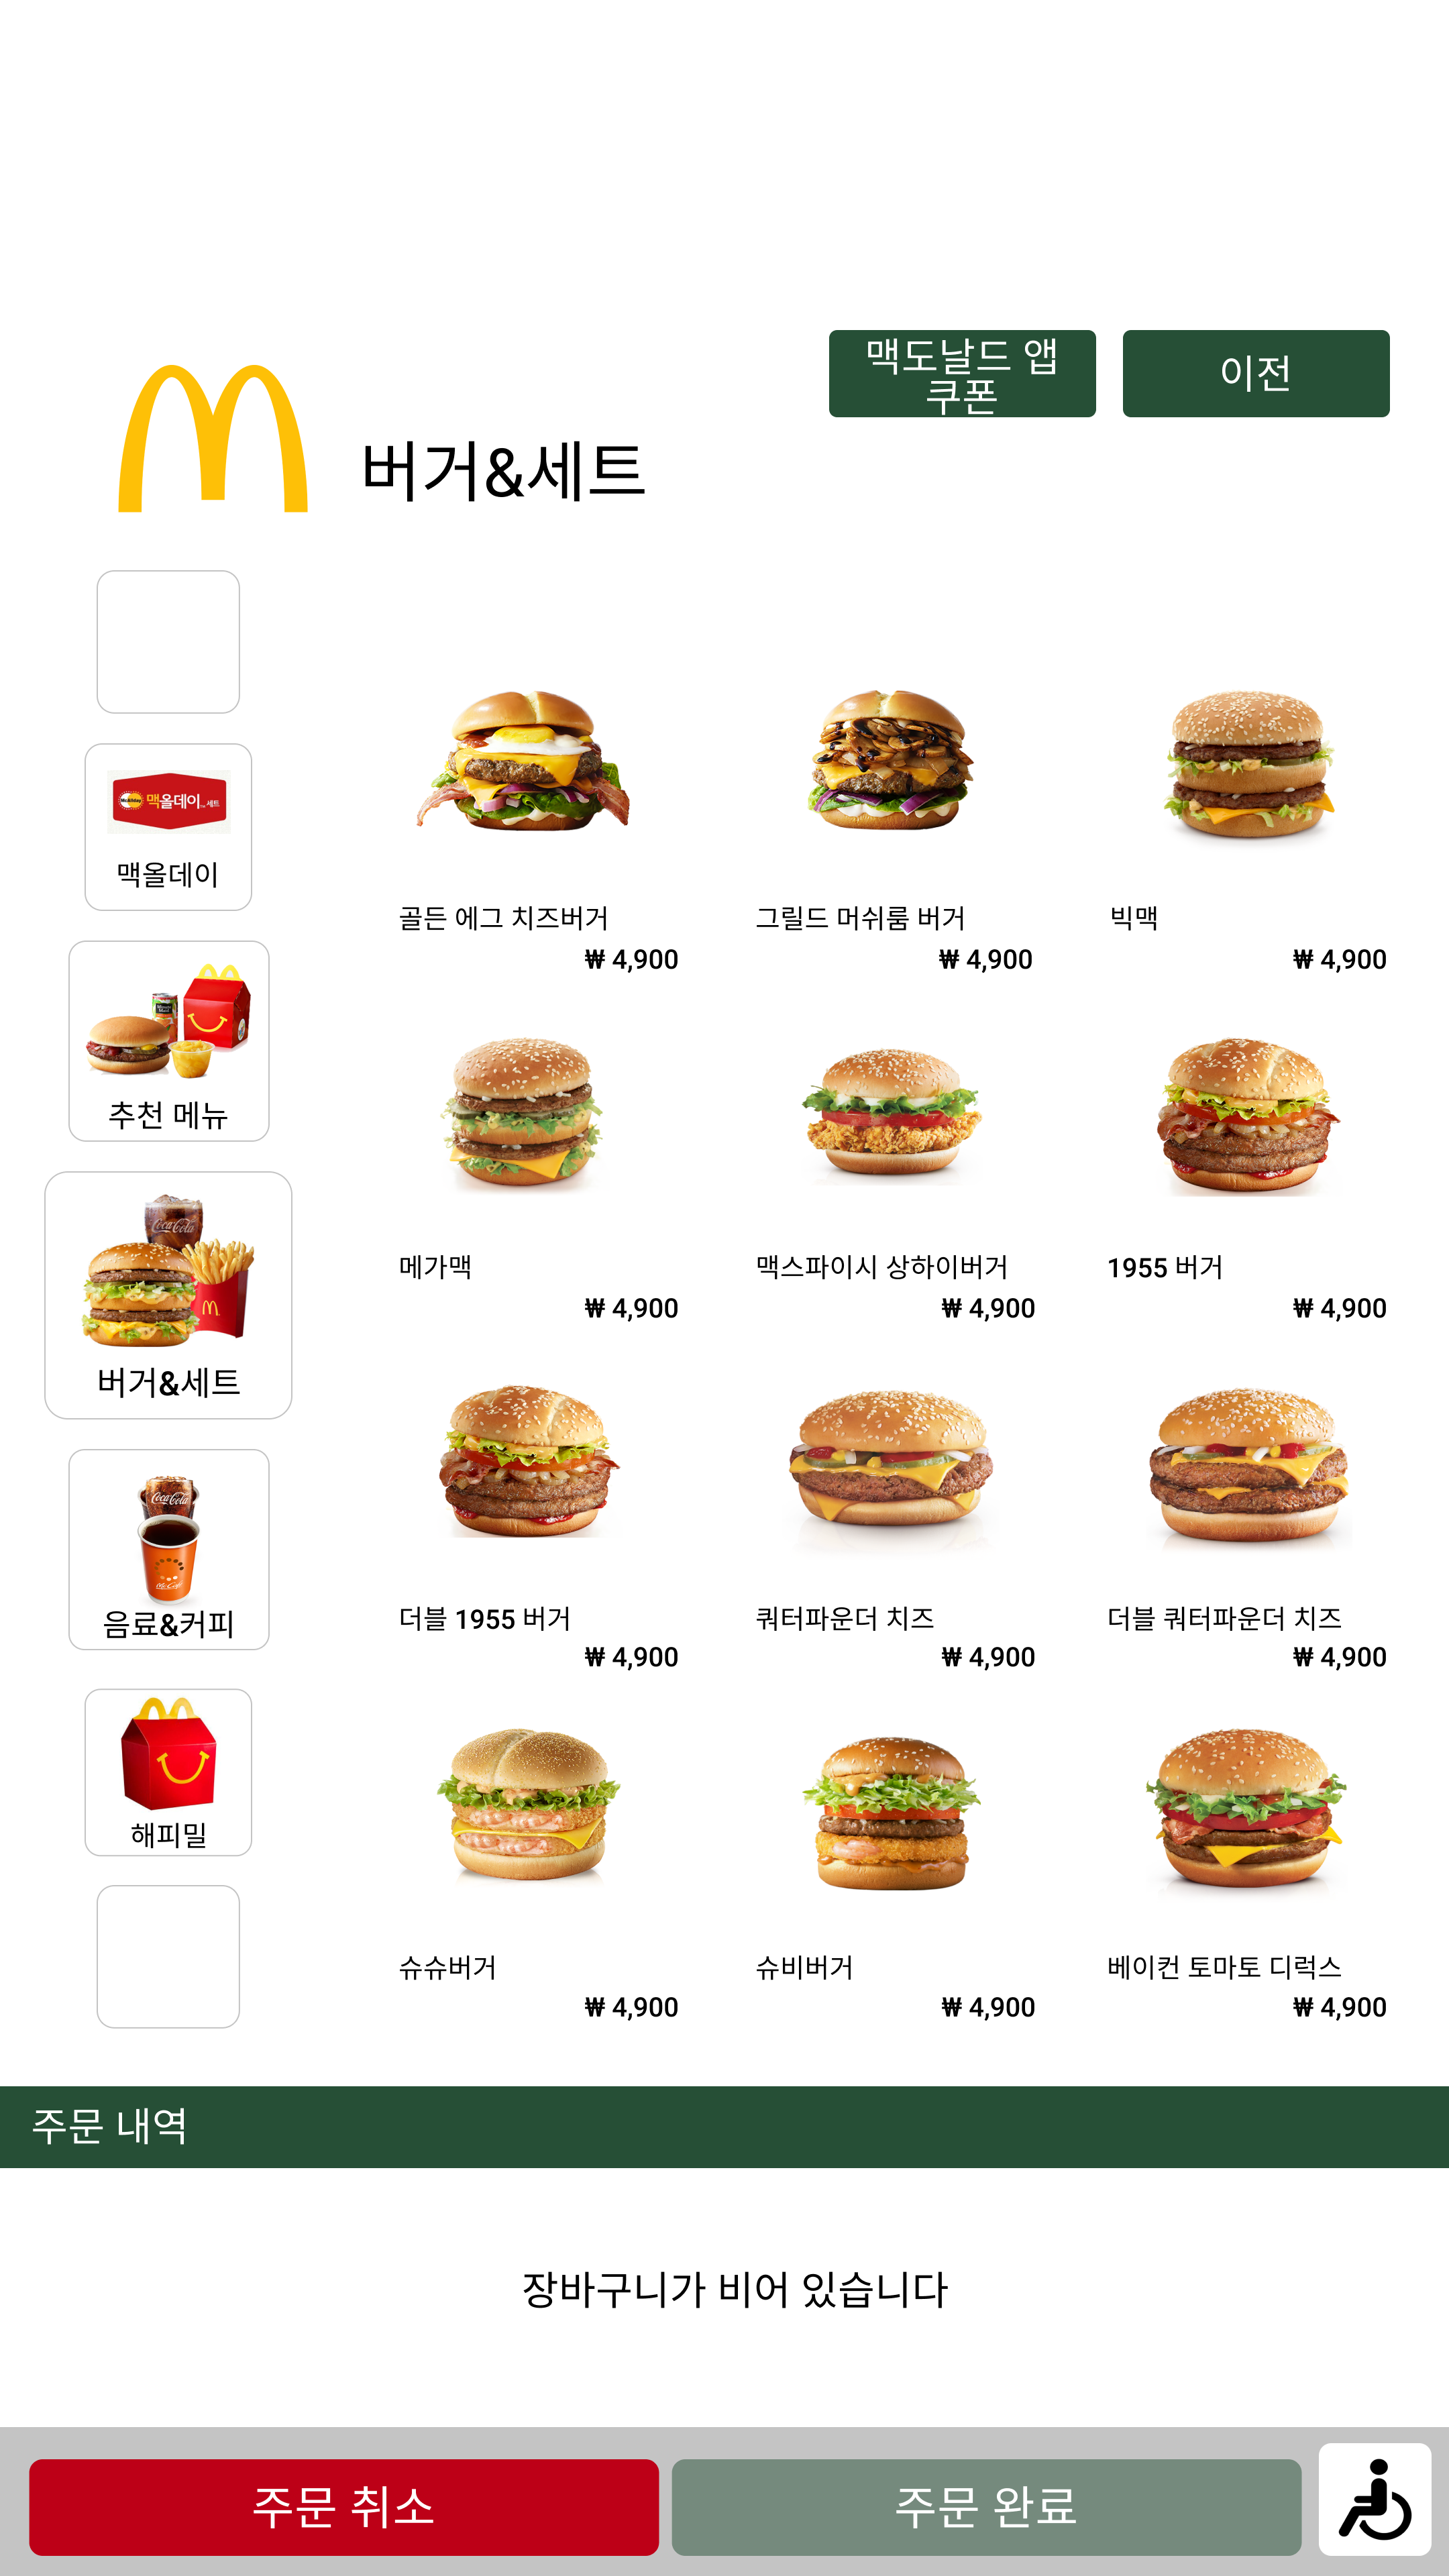 맥도날드 앱
쿠폰
이전
버거&세트
맥올데이 세트
맥올데이
추천 메뉴
Coca-Cola
버거&세트
Coca-Cola
음료&커피
해피밀
골든 에그 치즈버거
₩ 4,900
그릴드 머쉬룸 버거
₩ 4,900
빅맥
₩ 4,900
메가맥
₩ 4,900
맥스파이시 상하이버거
₩ 4,900
1955 버거
₩ 4,900
더블 1955 버거
₩ 4,900
쿼터파운더 치즈
₩ 4,900
더블 쿼터파운더 치즈
₩ 4,900
슈슈버거
₩ 4,900
슈비버거
₩ 4,900
베이컨 토마토 디럭스
₩ 4,900
주문 내역
장바구니가 비어 있습니다
주문 취소
주문 완료